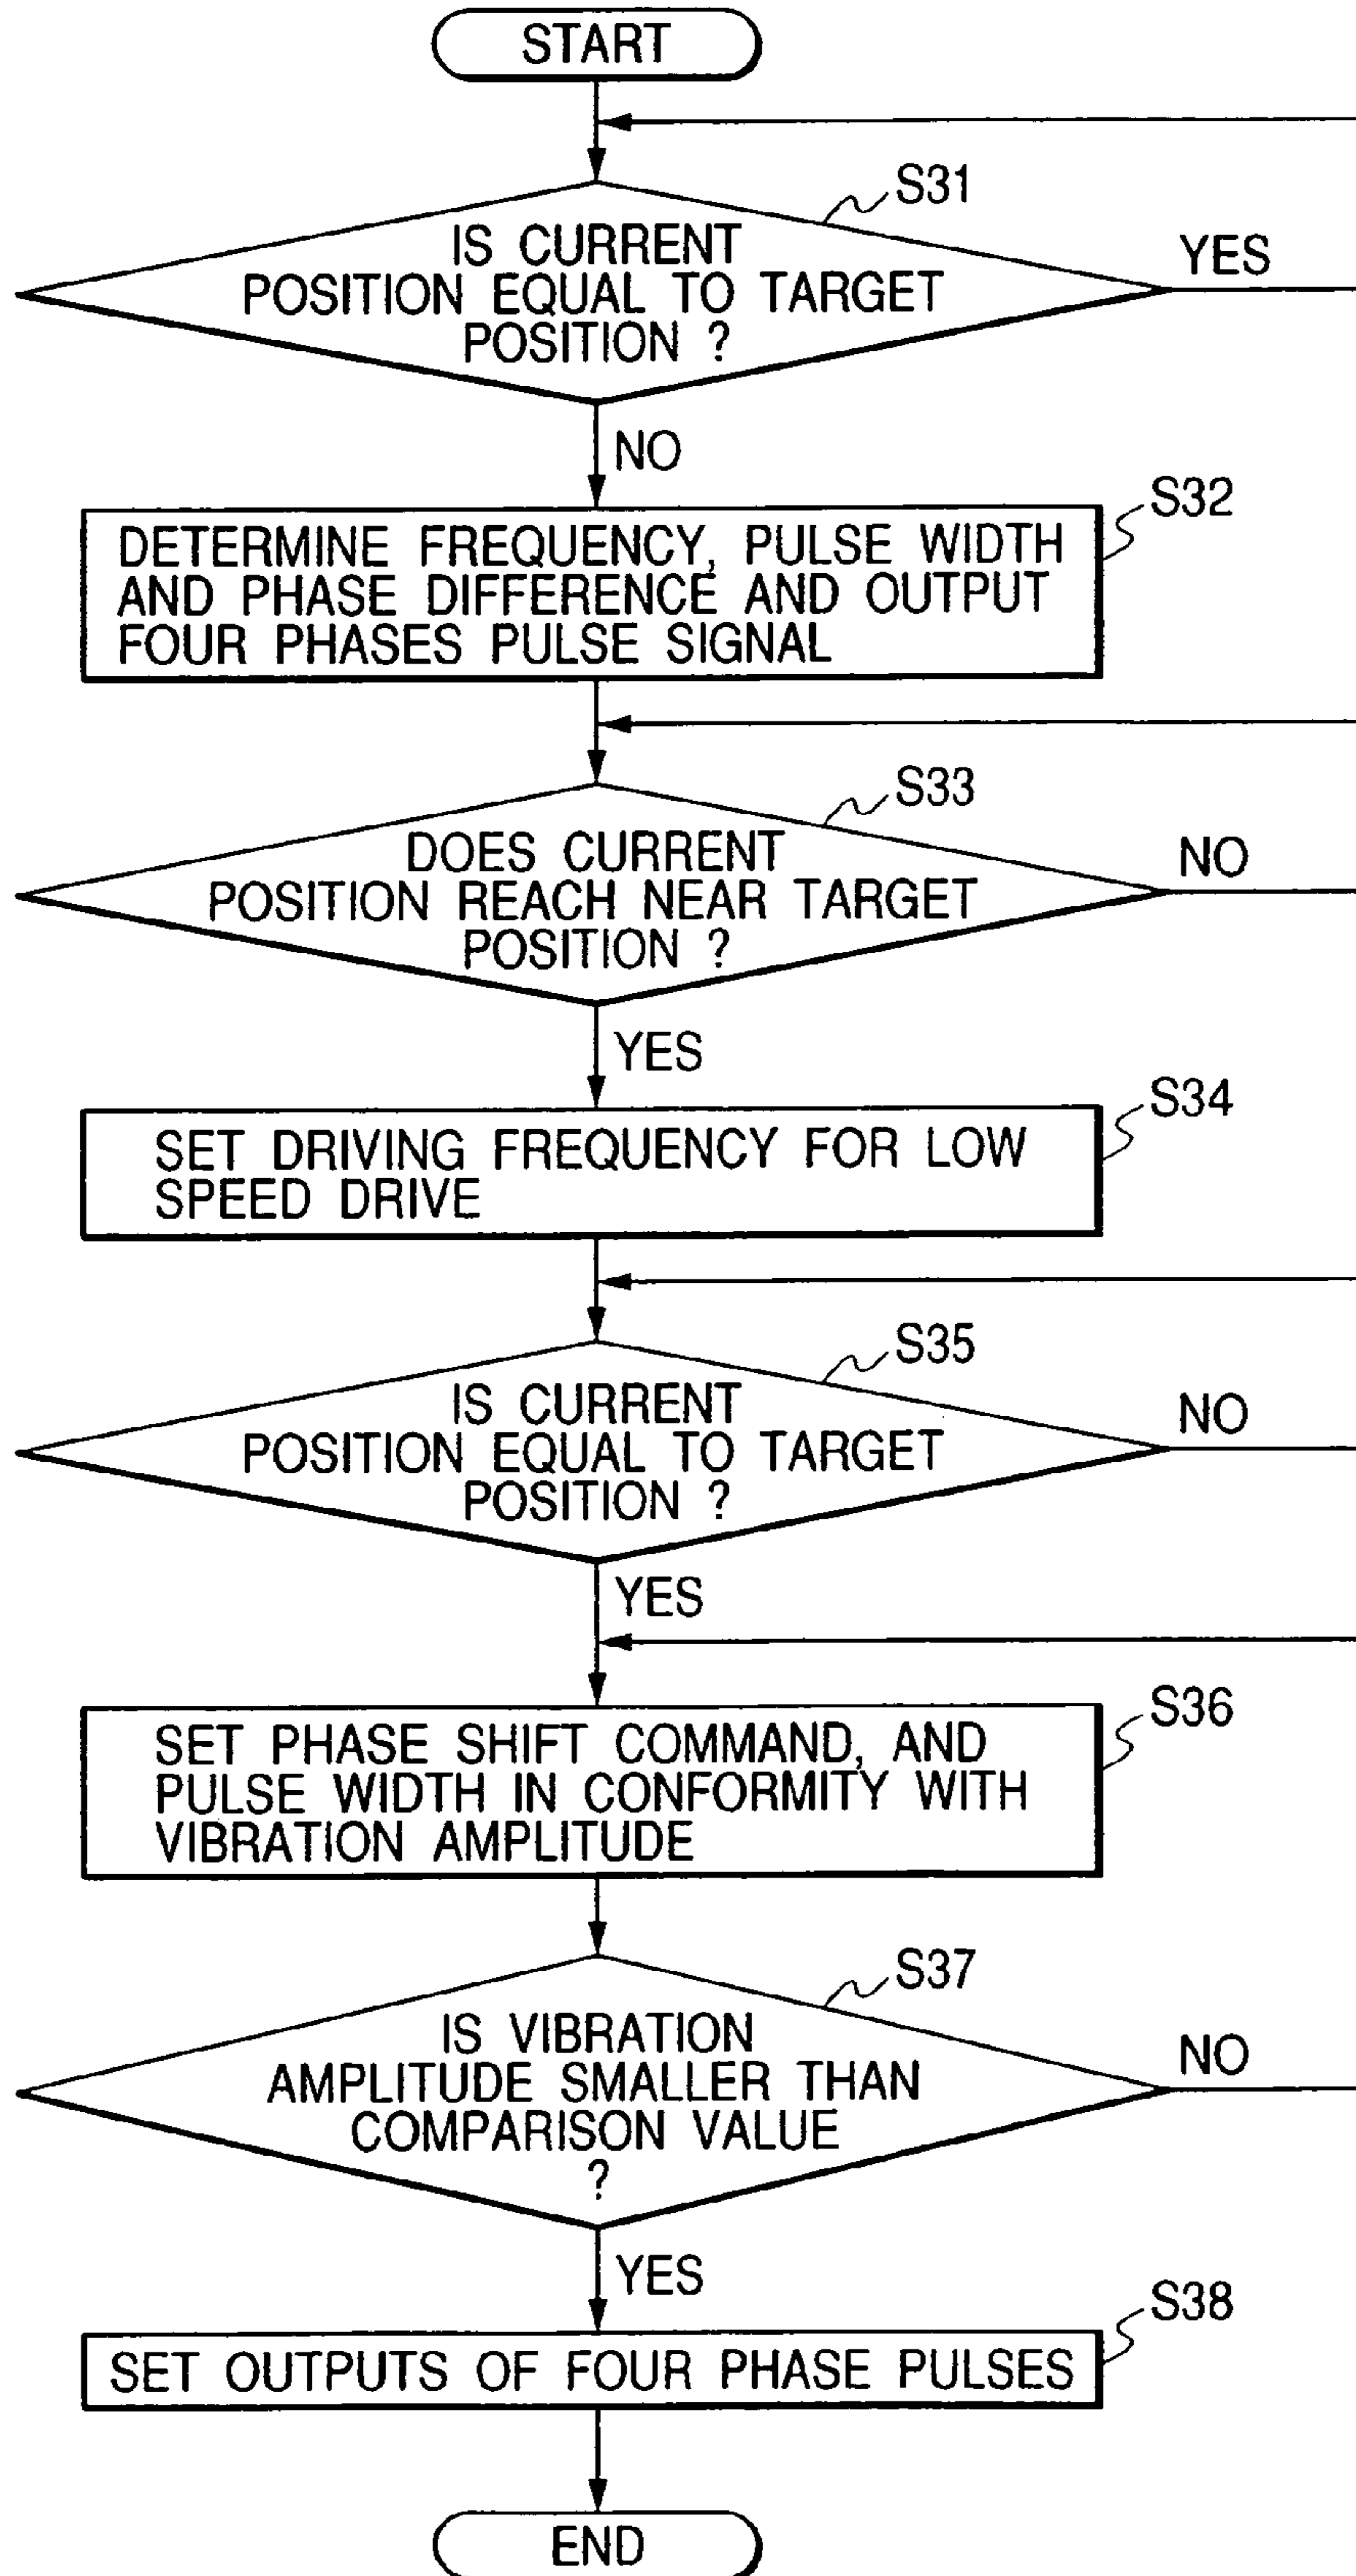 START
S31
IS CURRENT
POSITION EQUAL TO TARGET
POSITION ?
YES
NO
S32
DETERMINE FREQUENCY, PULSE WIDTH
AND PHASE DIFFERENCE AND OUTPUT
FOUR PHASES PULSE SIGNAL
S33
DOES CURRENT
POSITION REACH NEAR TARGET
POSITION ?
NO
YES
S34
SET DRIVING FREQUENCY FOR LOW
SPEED DRIVE
S35
IS CURRENT
POSITION EQUAL TO TARGET
POSITION ?
NO
YES
S36
SET PHASE SHIFT COMMAND, AND
PULSE WIDTH IN CONFORMITY WITH
VIBRATION AMPLITUDE
S37
IS VIBRATION
AMPLITUDE SMALLER THAN
COMPARISON VALUE
?
NO
YES
S38
SET OUTPUTS OF FOUR PHASE PULSES
END